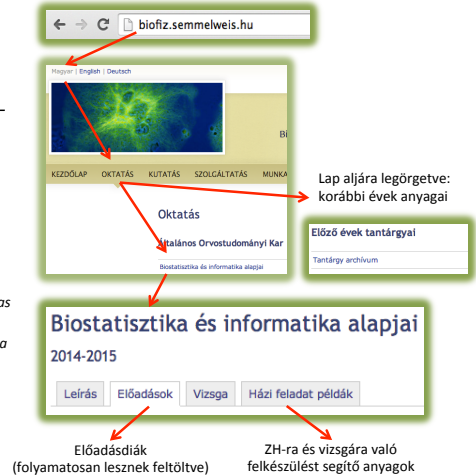 biofiz.semmelweis.hu
Magyar | English | Deutsch
Bi
KEZDŐLAP OKTATÁS KUTATÁS SZOLGÁLTATÁS MUNKA
Lap aljára legörgetve:
korábbi évek anyagai
Oktatás
Általános Orvostudományi Kar
Biostatisztika és informatika alapjai
Előző évek tantárgyai
Tantárgy archívum
as
a
Biostatisztika és informatika alapjai
2014-2015
Leírás Előadások Vizsga Házi feladat példák
Előadásdiák
(folyamatosan lesznek feltöltve)
ZH-ra és vizsgára való
felkészülést segítő anyagok